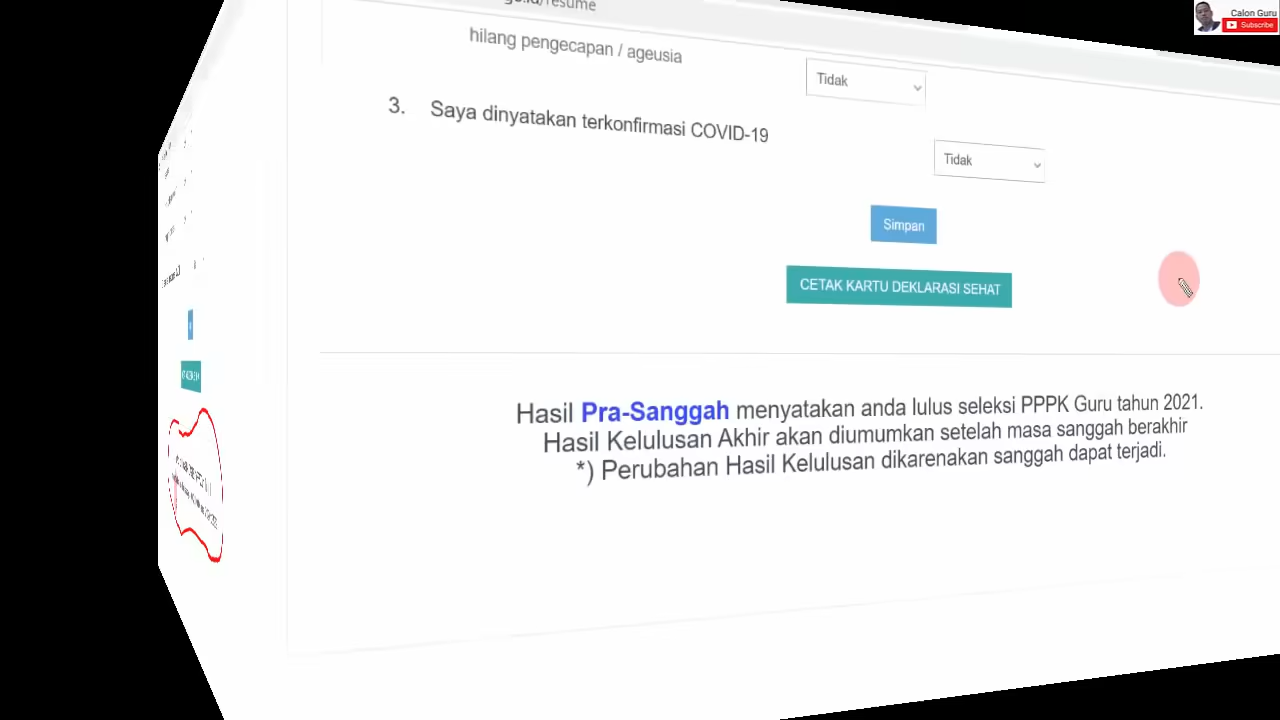 /resume
Calon Guru
Subscribe
hilang pengecapan / ageusia
Tidak
3. Saya dinyatakan terkonfirmasi COVID-19
Tidak
Simpan
CETAK KARTU DEKLARASI SEHAT
Hasil Pra-Sanggah menyatakan anda lulus seleksi PPPK Guru tahun 2021.
Hasil Kelulusan Akhir akan diumumkan setelah masa sanggah berakhir
*) Perubahan Hasil Kelulusan dikarenakan sanggah dapat terjadi.